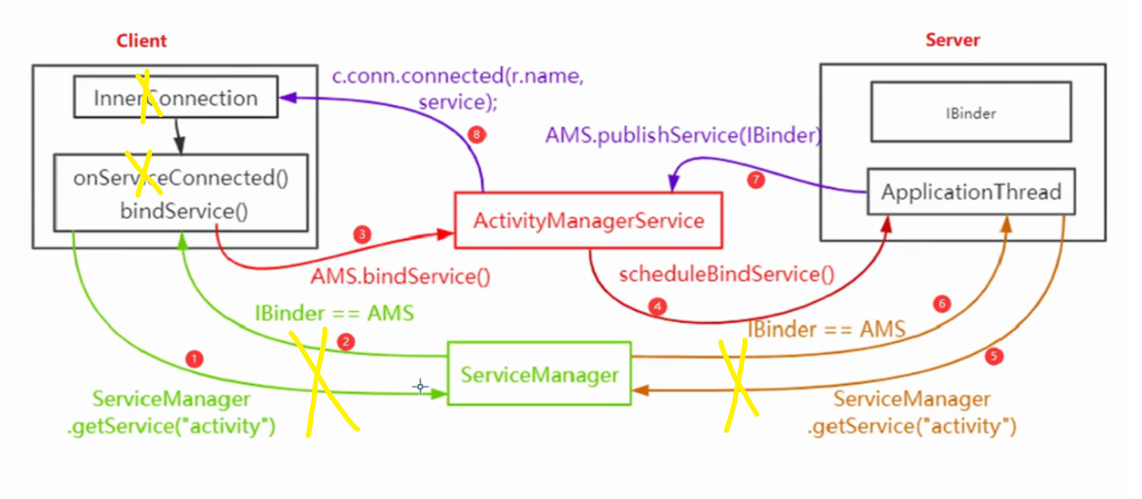 Client
Server
InnerConnection
onServiceConnected()
bindService()
c.conn.connected(r.name,
service);
8
AMS.publishService(IBinder)
7
IBinder
ApplicationThread
ActivityManagerService
3
AMS.bindService()
scheduleBindService()
4
IBinder == AMS
2
1
ServiceManager
.getService("activity")
ServiceManager
IBinder == AMS
6
5
ServiceManager
.getService("activity")